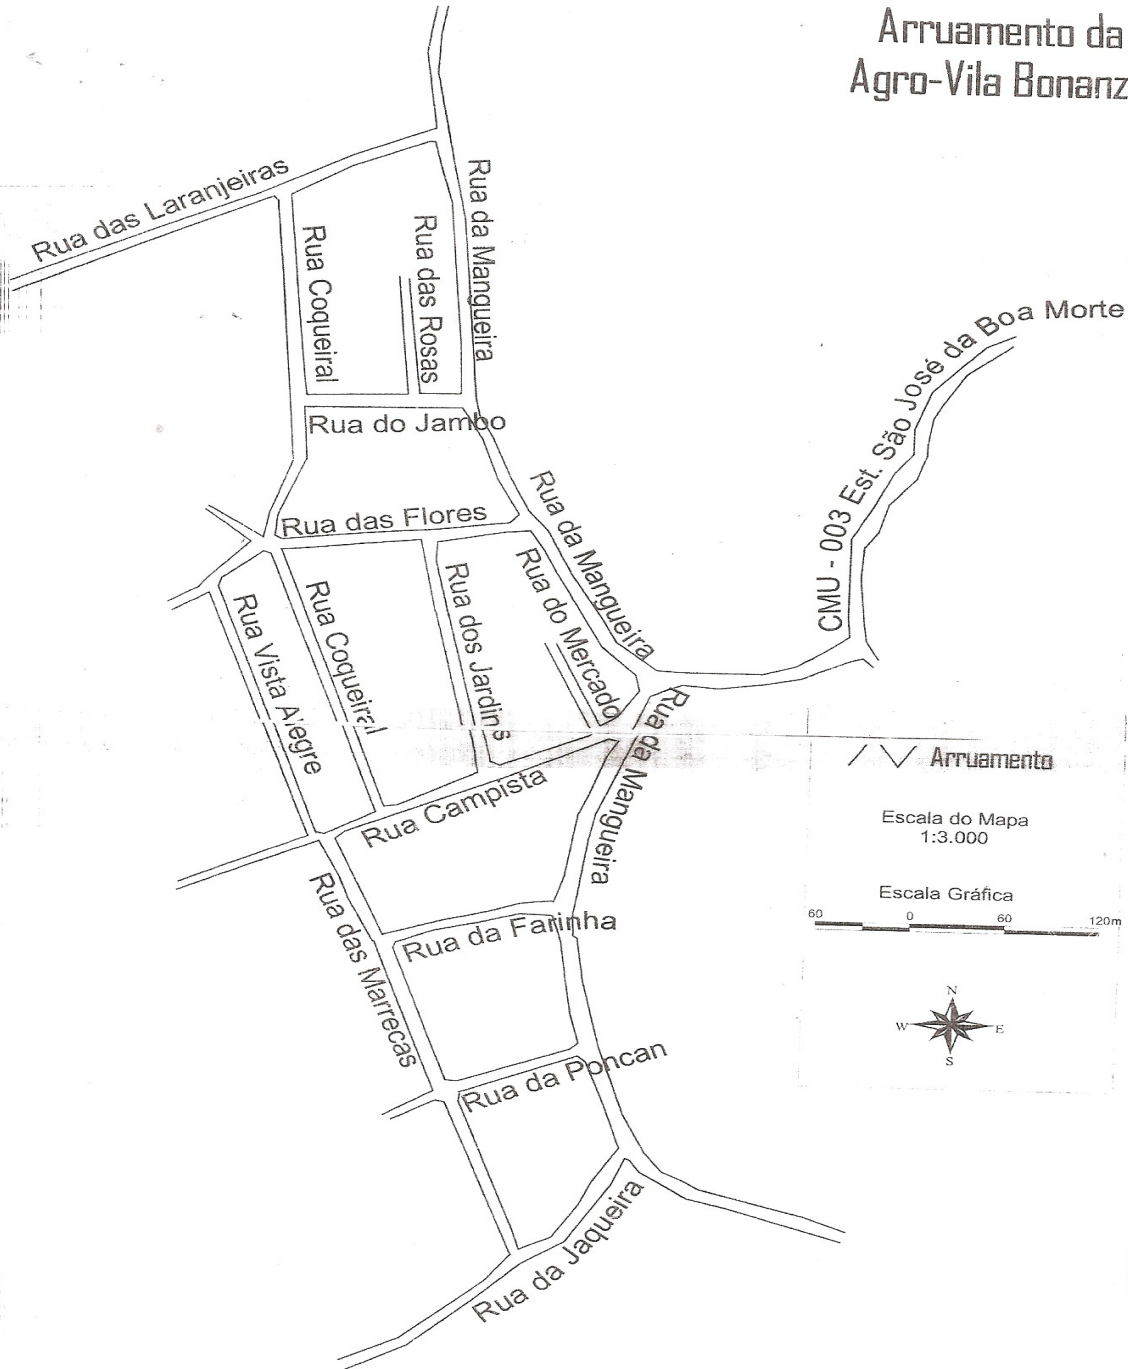 Arruamento da
Agro-Vila Bonanz
Rua das Laranjeiras
Rua da Mangueira
Rua Coqueiral
Rua das Rosas
Rua do Jambo
CMU - 003 Est. São José da Boa Morte
Rua das Flores
Rua da Mangueira
Rua do Mercado
Rua dos Jardins
Rua Coqueiral
Rua Vista Alegre
Rua da Mangueira
Rua Campista
Rua das Marrecas
Rua da Farinha
Rua da Poncan
Rua da Jaqueira
Arruamento
Escala do Mapa
1:3.000
Escala Gráfica
60 0 60 120m
N
W E
S